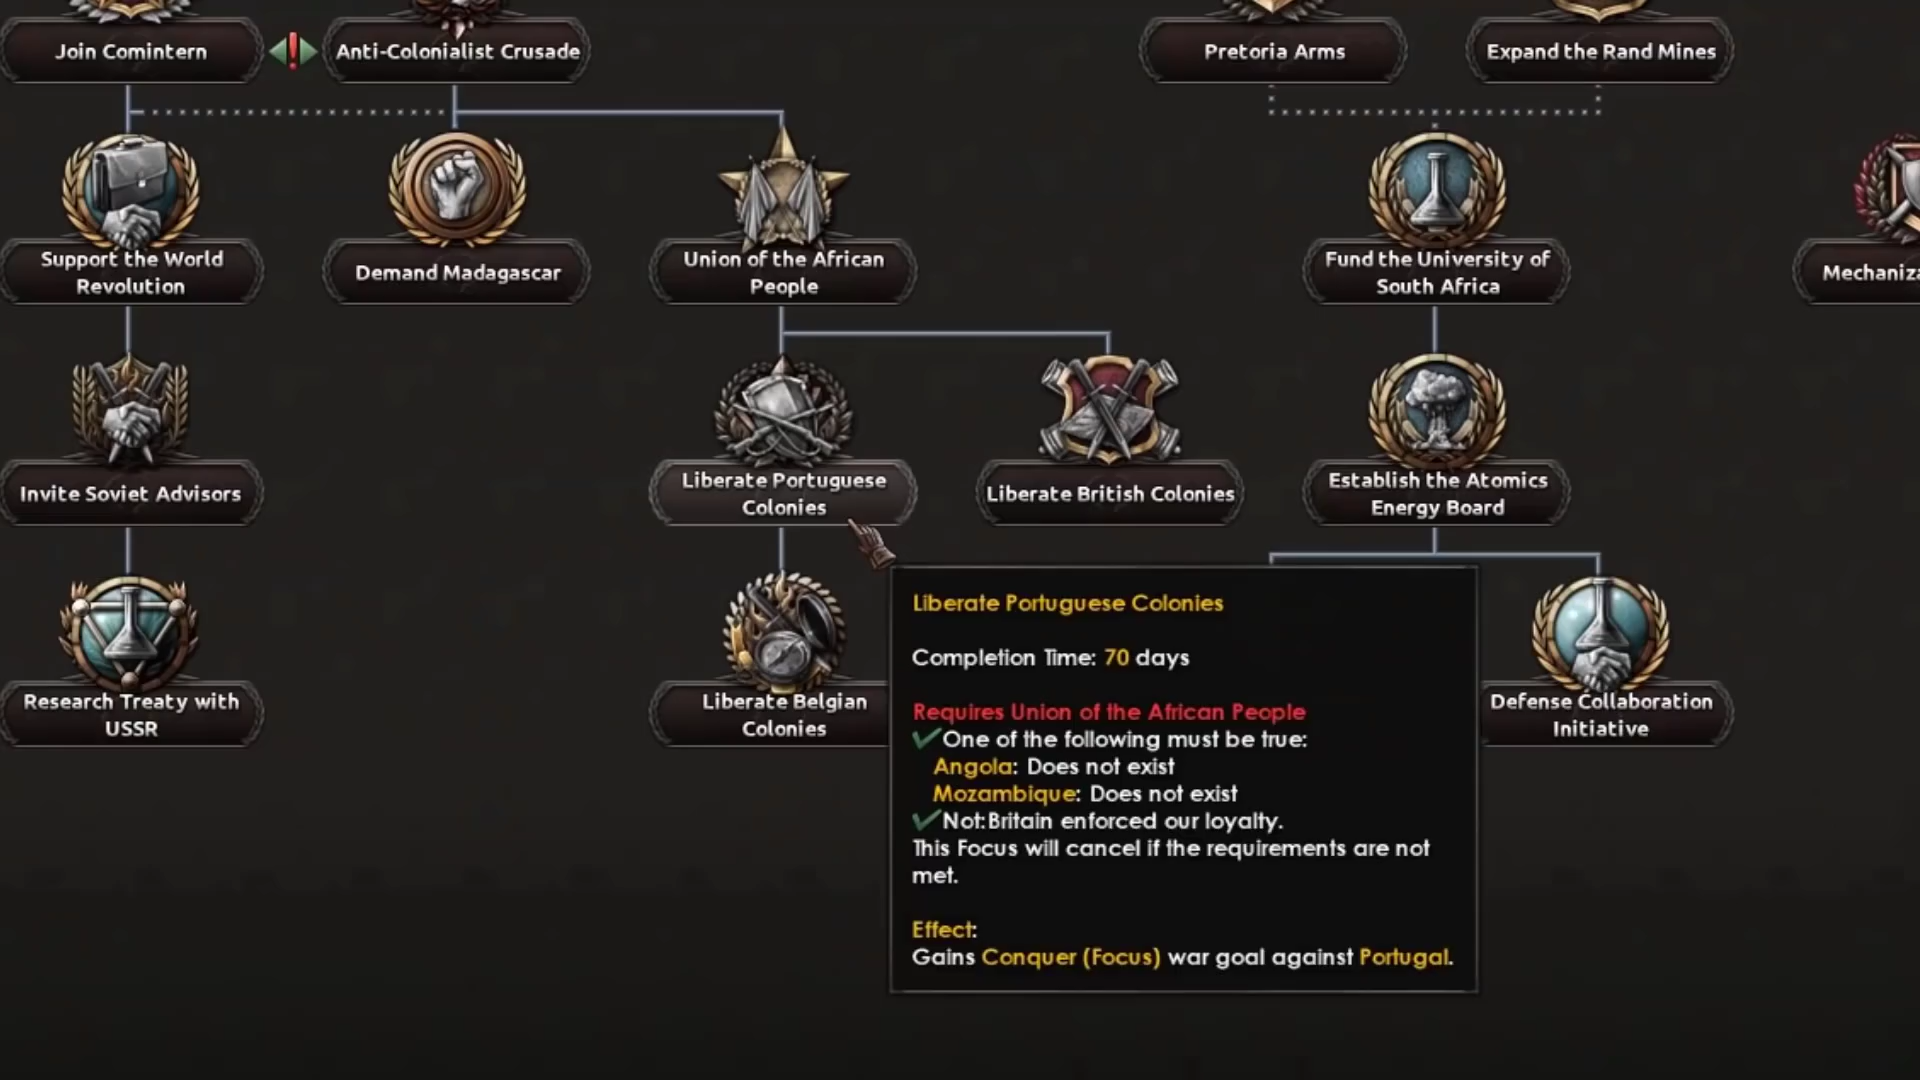 Join Comintern
Anti-Colonialist Crusade
Pretoria Arms
Expand the Rand Mines
Support the World
Revolution
Demand Madagascar
Union of the African
People
Fund the University of
South Africa
Mechaniza
Invite Soviet Advisors
Liberate Portuguese
Colonies
Liberate British Colonies
Establish the Atomics
Energy Board
Research Treaty with
USSR
Liberate Belgian
Colonies
Defense Collaboration
Initiative
Liberate Portuguese Colonies
Completion Time: 70 days
Requires Union of the African People
One of the following must be true:
Angola: Does not exist
Mozambique: Does not exist
Not:Britain enforced our loyalty.
This Focus will cancel if the requirements are not
met.
Effect:
Gains Conquer (Focus) war goal against Portugal.